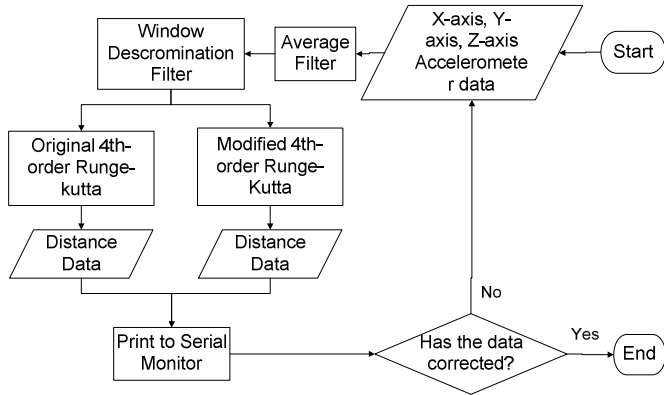 Start
X-axis, Y-
axis, Z-axis
Acceleromete
r data
Average
Filter
Window
Descromination
Filter
Original 4th-
order Runge-
kutta
Modified 4th-
order Runge-
Kutta
Distance
Data
Distance
Data
Print to Serial
Monitor
Has the data
corrected?
No
Yes
End